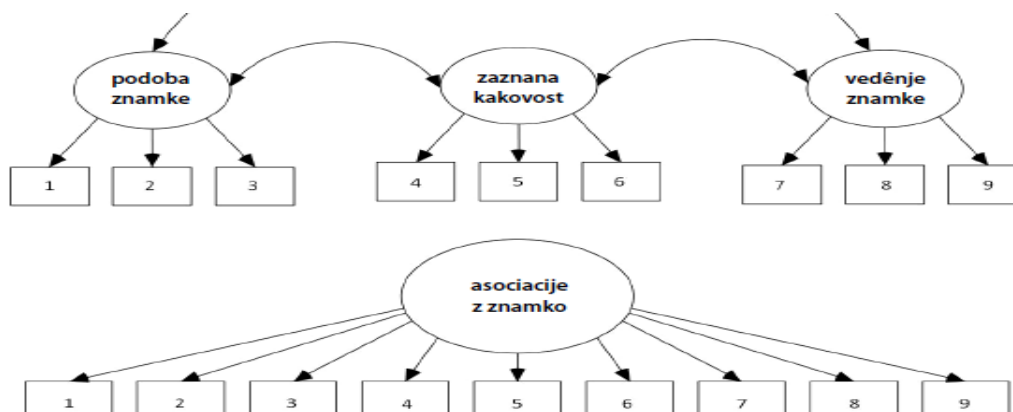 podoba
znamke
zaznana
kakovost
vedênje
znamke
1 2 3 4 5 6 7 8 9
asociacije
z znamko
1 2 3 4 5 6 7 8 9